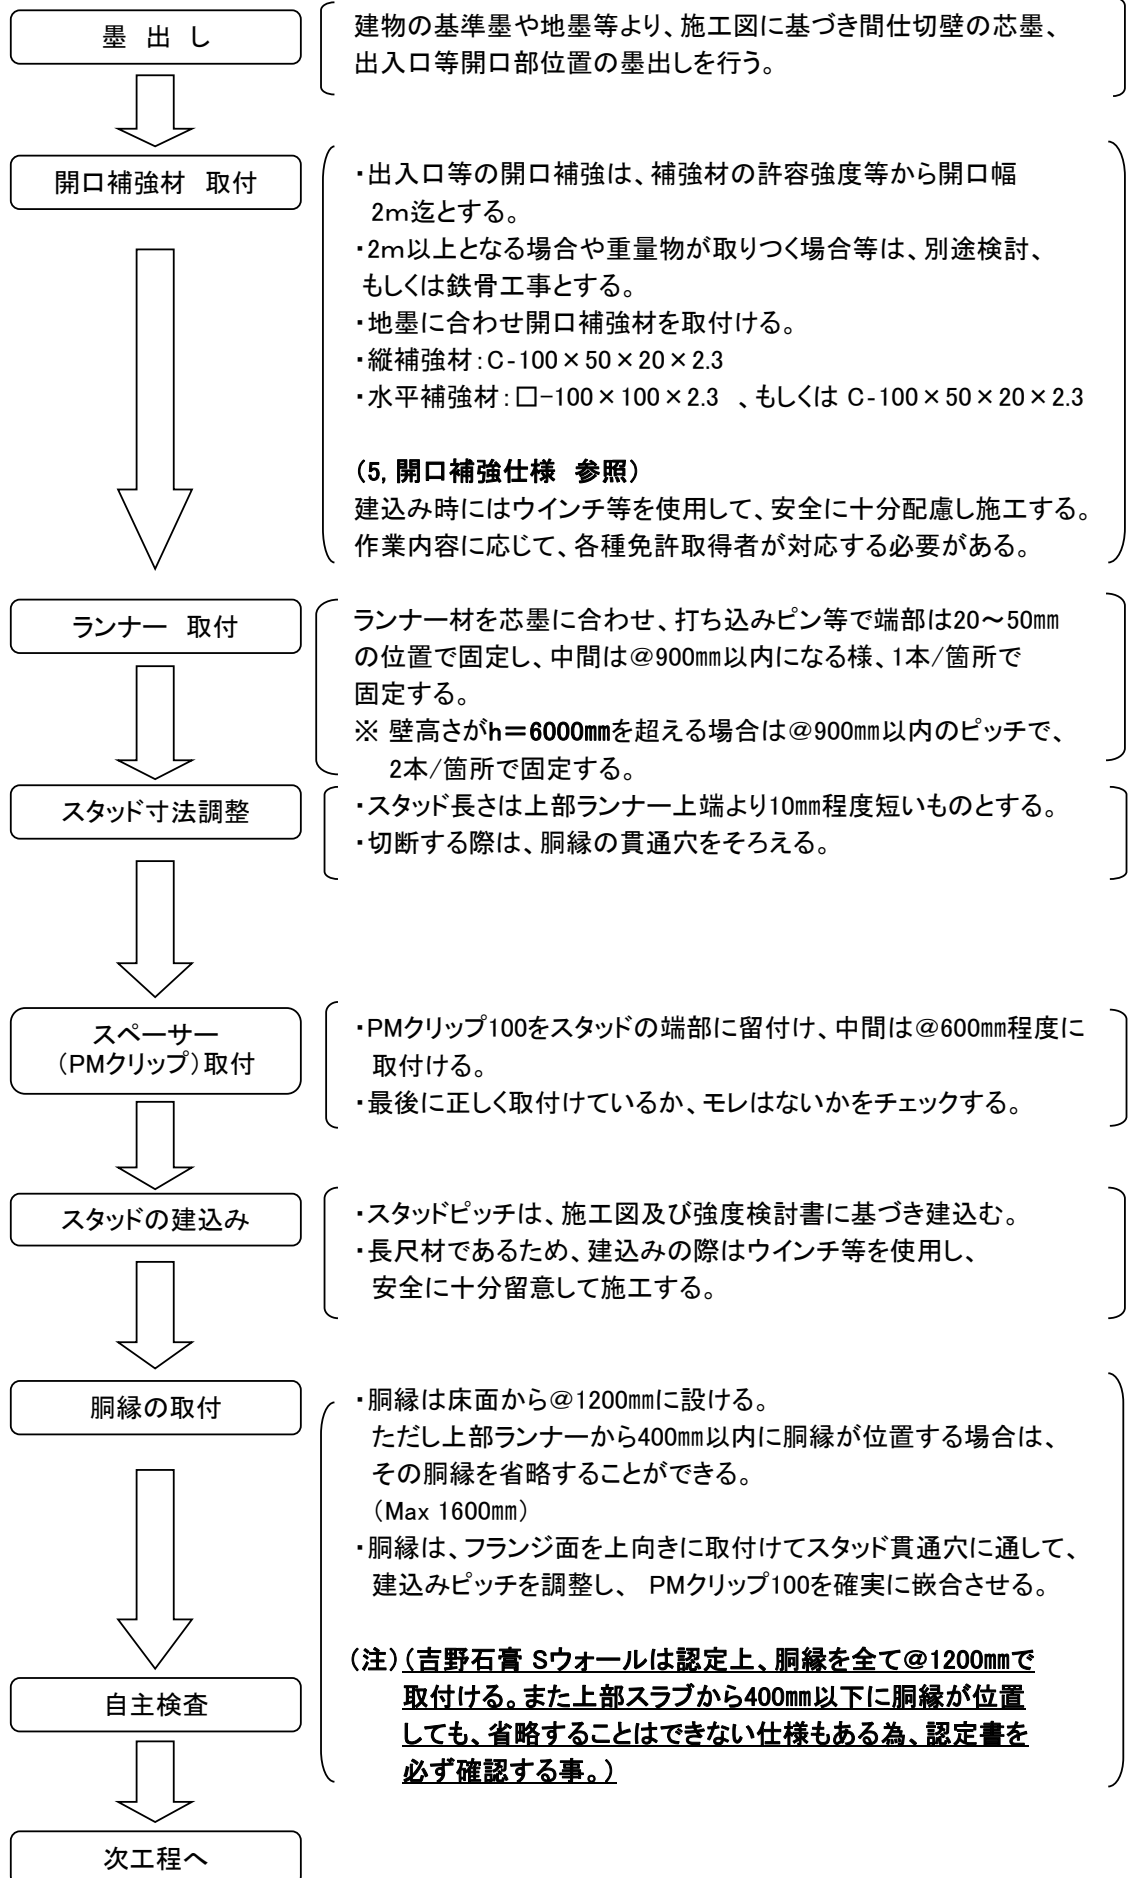 墨 出 し
建物の基準墨や地墨等より、施工図に基づき間仕切壁の芯墨、
出入口等開口部位置の墨出しを行う。
開口補強材 取付
・出入口等の開口補強は、補強材の許容強度等から開口幅
2m迄とする。
・2m以上となる場合や重量物が取りつく場合等は、別途検討、
もしくは鉄骨工事とする。
・地墨に合わせ開口補強材を取付ける。
・縦補強材:C-100×50×20×2.3
・水平補強材:□-100×100×2.3 、もしくは C-100×50×20×2.3
(5, 開口補強仕様 参照)
建込み時にはウインチ等を使用して、安全に十分配慮し施工する。
作業内容に応じて、各種免許取得者が対応する必要がある。
ランナー 取付
ランナー材を芯墨に合わせ、打ち込みピン等で端部は20~50㎜
の位置で固定し、中間は@900㎜以内になる様、1本/箇所で
固定する。
※ 壁高さがh=6000㎜を超える場合は@900㎜以内のピッチで、
2本/箇所で固定する。
スタッド寸法調整
・スタッド長さは上部ランナー上端より10㎜程度短いものとする。
・切断する際は、胴縁の貫通穴をそろえる。
スペーサー
(PMクリップ)取付
・PMクリップ100をスタッドの端部に留付け、中間は@600㎜程度に
取付ける。
・最後に正しく取付けているか、モレはないかをチェックする。
スタッドの建込み
・スタッドピッチは、施工図及び強度検討書に基づき建込む。
・長尺材であるため、建込みの際はウインチ等を使用し、
安全に十分留意して施工する。
胴縁の取付
・胴縁は床面から@1200㎜に設ける。
ただし上部ランナーから400㎜以内に胴縁が位置する場合は、
その胴縁を省略することができる。
(Max 1600㎜)
・胴縁は、フランジ面を上向きに取付けてスタッド貫通穴に通して、
建込みピッチを調整し、 PMクリップ100を確実に嵌合させる。
(注)(吉野石膏 Sウォールは認定上、胴縁を全て@1200㎜で
取付ける。また上部スラブから400㎜以下に胴縁が位置
しても、省略することはできない仕様もある為、認定書を
必ず確認する事。)
自主検査
次工程へ